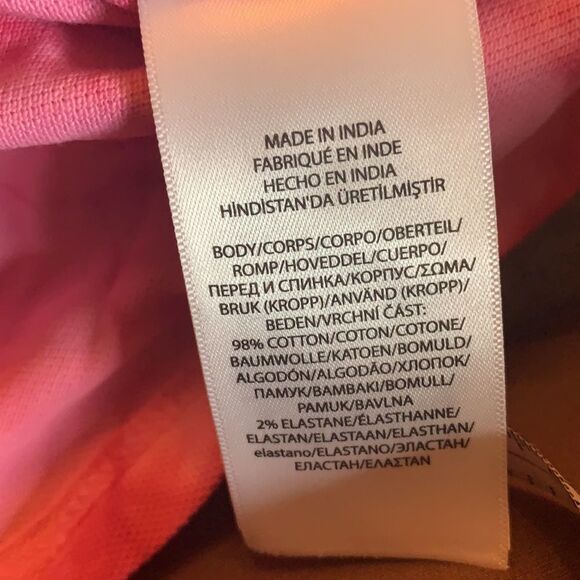 MADE IN INDIA
FABRIQUÉ EN INDE
HECHO EN INDIA
HİNDİSTAN'DA ÜRETİLMİŞTİR
BODY/CORPS/CORPO/OBERTEIL/
ROMP/HOVEDDEL/CUERPO/
ПЕРЕД И СПИНКА/КОРПУС/ΣΩΜΑ/
BRUK (KROPP)/ANVÄND (KROPP)/
BEDEN/VRCHNÍ ČÁST:
98% COTTON/COTON/COTONE/
BAUMWOLLE/KATOEN/BOMULD/
ALGODÓN/ALGODÃO/ХЛОПОК/
ПАМУК/BAMBAKI/BOMULL/
PAMUK/BAVLNA
2% ELASTANE/ÉLASTHANNE/
ELASTAN/ELASTAAN/ELASTHAN/
elastano/ELASTANO/ЭЛАСТАН/
ЕЛАСТАН/ΕΛΑΣΤΑΝ